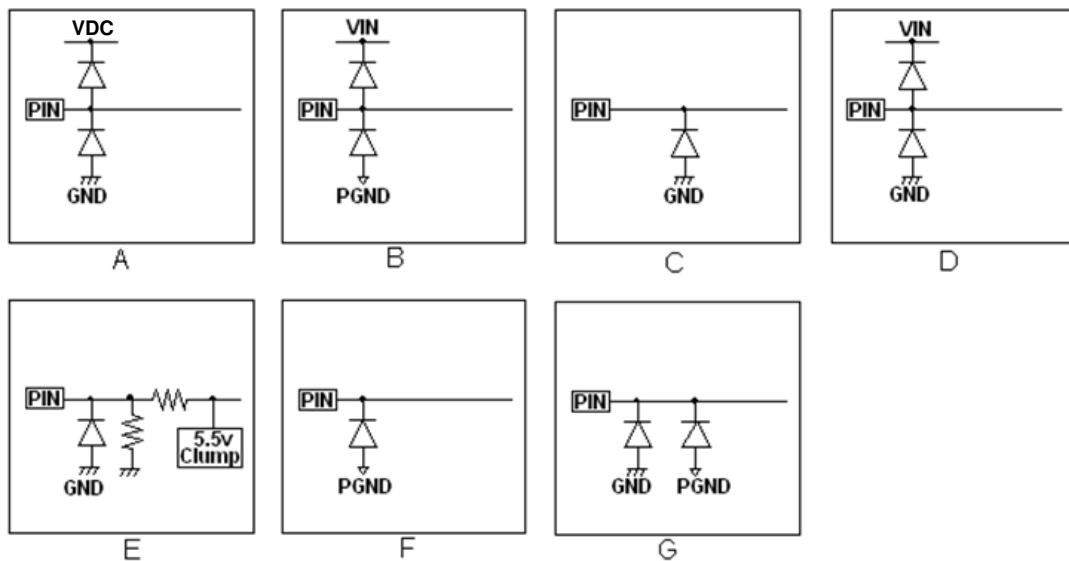 VDC
PIN
GND
A
VIN
PIN
PGND
B
PIN
GND
C
VIN
PIN
GND
D
PIN
5.5v
Clump
GND
E
PIN
PGND
F
PIN
GND PGND
G